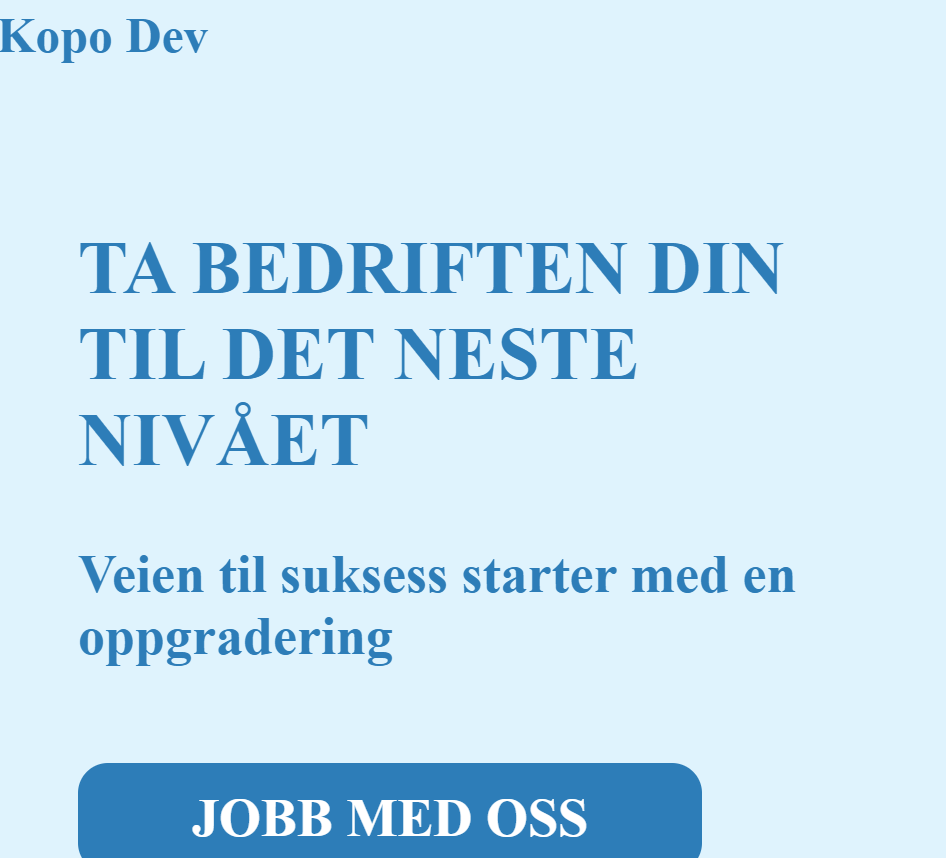 Kopo Dev
TA BEDRIFTEN DIN
TIL DET NESTE
NIVÅET
Veien til suksess starter med en
oppgradering
JOBB MED OSS